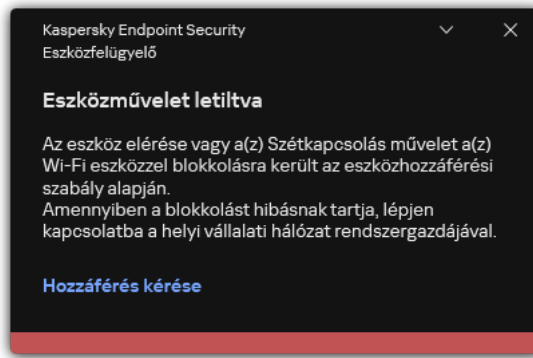 Kaspersky Endpoint Security
Eszközfelügyelő
Eszközművelet letiltva
Az eszköz elérése vagy a(z) Szétkapcsolás művelet a(z)
Wi-Fi eszközzel blokkolásra került az eszközhozzáférési
szabály alapján.
Amennyiben a blokkolást hibásnak tartja, lépjen
kapcsolatba a helyi vállalati hálózat rendszergazdájával.
Hozzáférés kérése